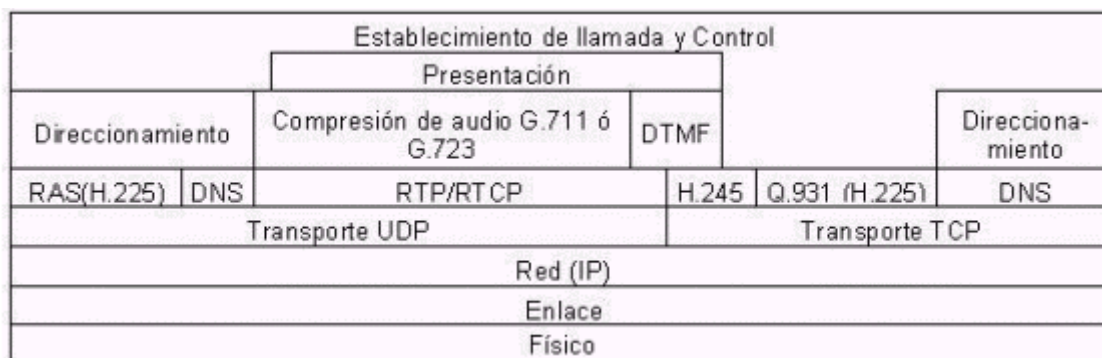 Establecimiento de llamada y Control
Presentación
Direccionamiento
Compresión de audio G.711 ó
G.723
DTMF
Direcciona-
miento
RAS(H.225)
DNS
RTP/RTCP
H.245
Q.931 (H.225)
DNS
Transporte UDP
Transporte TCP
Red (IP)
Enlace
Físico